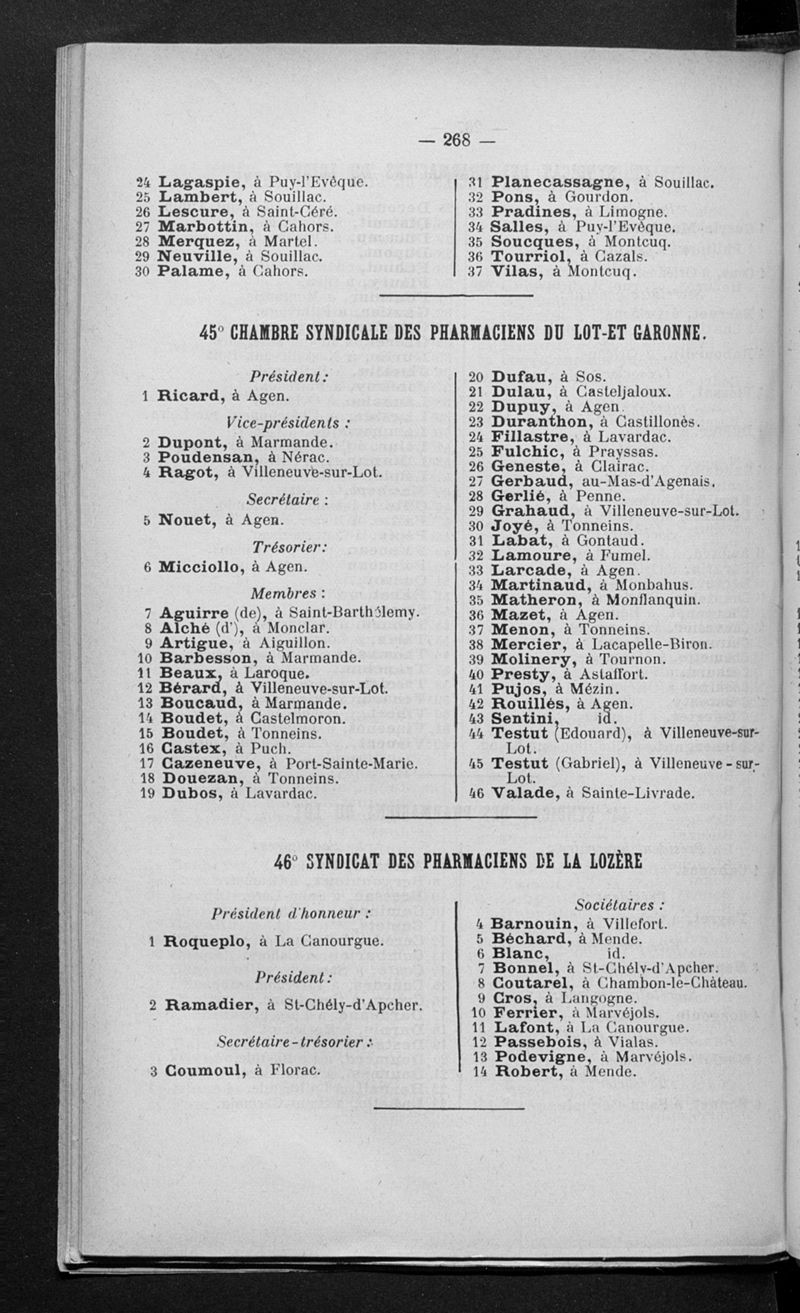 — 268 —
24 Lagaspie, à Puy-l'Evêque.
25 Lambert, à Souillac.
26 Lescure, à Saint-Céré.
27 Marbottin, à Cahors.
28 Merquez, à Martel.
29 Neuville, à Souillac.
30 Palame, à Cahors.
31 Planecassagne, à Souillac.
32 Pons, à Gourdon.
33 Pradines, à Limogne.
34 Salles, à Puy-l'Evêque.
35 Soucques, à Montcuq.
36 Tourriol, à Cazals.
37 Vilas, à Montcuq.
45° CHAMBRE SYNDICALE DES PHARMACIENS DU LOT-ET GARONNE.
Président :
1 Ricard, à Agen.
Vice-présidents :
2 Dupont, à Marmande.
3 Poudensan, à Nérac.
4 Ragot, à Villeneuve-sur-Lot.
Secrétaire :
5 Nouet, à Agen.
Trésorier :
6 Micciollo, à Agen.
Membres :
7 Aguirre (de), à Saint-Barthélemy.
8 Alché (d'), à Monclar.
9 Artigue, à Aiguillon.
10 Barbesson, à Marmande.
11 Beaux, à Laroque.
12 Bérard, à Villeneuve-sur-Lot.
13 Boucaud, à Marmande.
14 Boudet, à Castelmoron.
15 Boudet, à Tonneins.
16 Castex, à Puch.
17 Cazeneuve, à Port-Sainte-Marie.
18 Douezan, à Tonneins.
19 Dubos, à Lavardac.
20 Dufau, à Sos.
21 Dulau, à Casteljaloux.
22 Dupuy, à Agen.
23 Duranthon, à Castillonès.
24 Fillastre, à Lavardac.
25 Fulchic, à Prayssas.
26 Geneste, à Clairac.
27 Gerbaud, au-Mas-d'Agenais.
28 Gerlié, à Penne.
29 Grahaud, à Villeneuve-sur-Lot.
30 Joyé, à Tonneins.
31 Labat, à Gontaud.
32 Lamoure, à Fumel.
33 Larcade, à Agen.
34 Martinaud, à Monbahus.
35 Matheron, à Monflanquin.
36 Mazet, à Agen.
37 Menon, à Tonneins.
38 Mercier, à Lacapelle-Biron.
39 Molinery, à Tournon.
40 Presty, à Astaffort.
41 Pujos, à Mézin.
42 Rouillès, à Agen.
43 Sentini, id.
44 Testut (Edouard), à Villeneuve-sur-
Lot.
45 Testut (Gabriel), à Villeneuve-sur-
Lot.
46 Valade, à Sainte-Livrade.
46° SYNDICAT DES PHARMACIENS DE LA LOZÈRE
Président d'honneur :
1 Roqueplo, à La Canourgue.
Président :
2 Ramadier, à St-Chély-d'Apcher.
Secrétaire-trésorier :
3 Coumoul, à Florac.
Sociétaires :
4 Barnouin, à Villefort.
5 Béchard, à Mende.
6 Blanc, id.
7 Bonnel, à St-Chély-d'Apcher.
8 Coutarel, à Chambon-le-Château.
9 Cros, à Langogne.
10 Ferrier, à Marvéjols.
11 Lafont, à La Canourgue.
12 Passebois, à Vialas.
13 Podevigne, à Marvéjols.
14 Robert, à Mende.